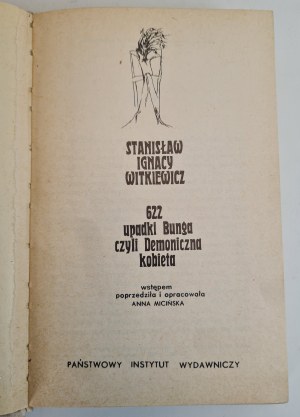 STANISŁAW
IGNACY
WITKIEWICZ
622
upadki Bunga
czyli Demoniczna
kobieta
wstępem
poprzedziła i opracowała
ANNA MICIŃSKA
PAŃSTWOWY INSTYTUT WYDAWNICZY